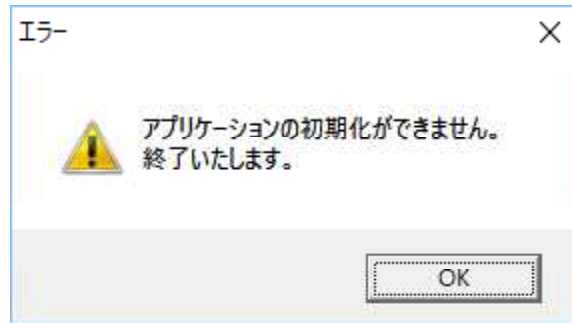 エラー
アプリケーションの初期化ができません。
終了いたします。
OK